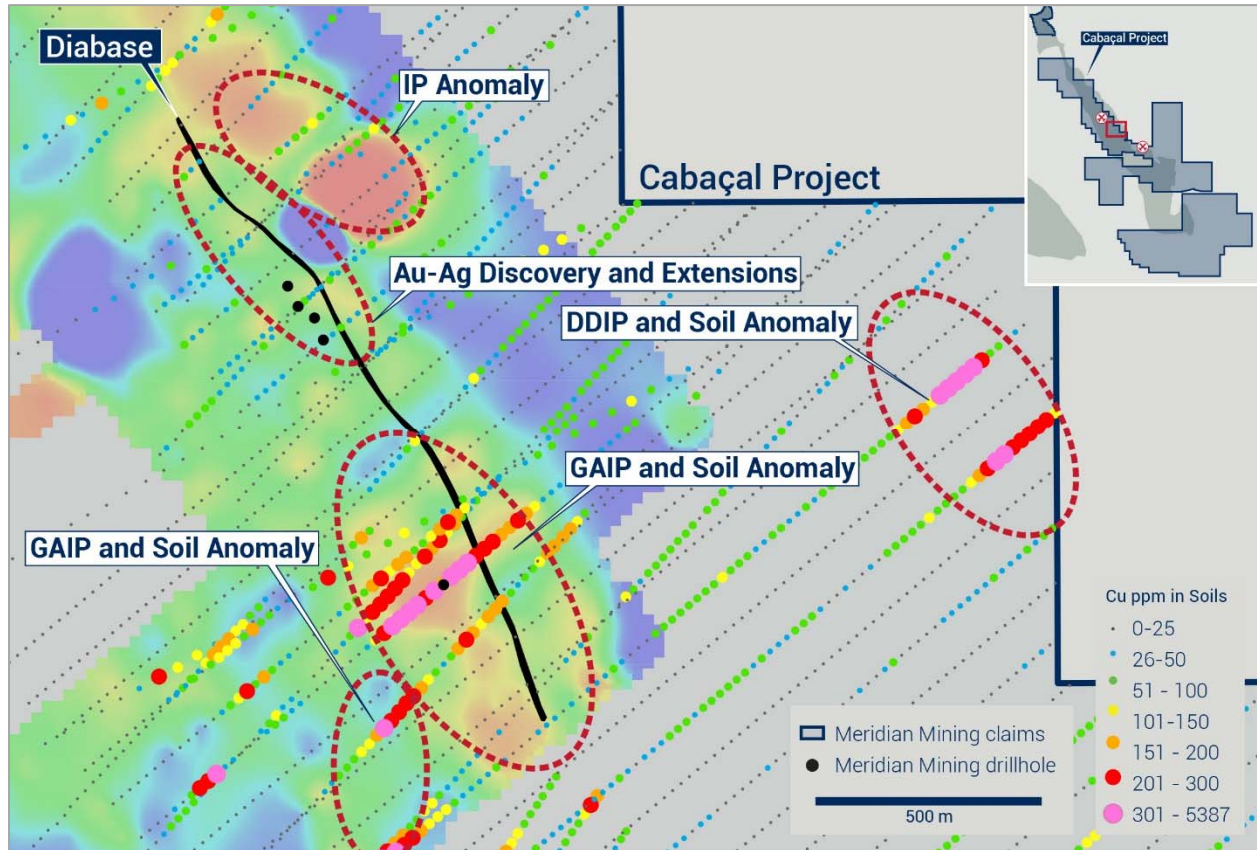 Diabase
IP Anomaly
Cabaçal Project
Cabaçal Project
Au-Ag Discovery and Extensions
DDIP and Soil Anomaly
GAIP and Soil Anomaly
GAIP and Soil Anomaly
Meridian Mining claims
Meridian Mining drillhole
500 m
Cu ppm in Soils
0-25
26-50
51 - 100
101-150
151 - 200
201 - 300
301 - 5387